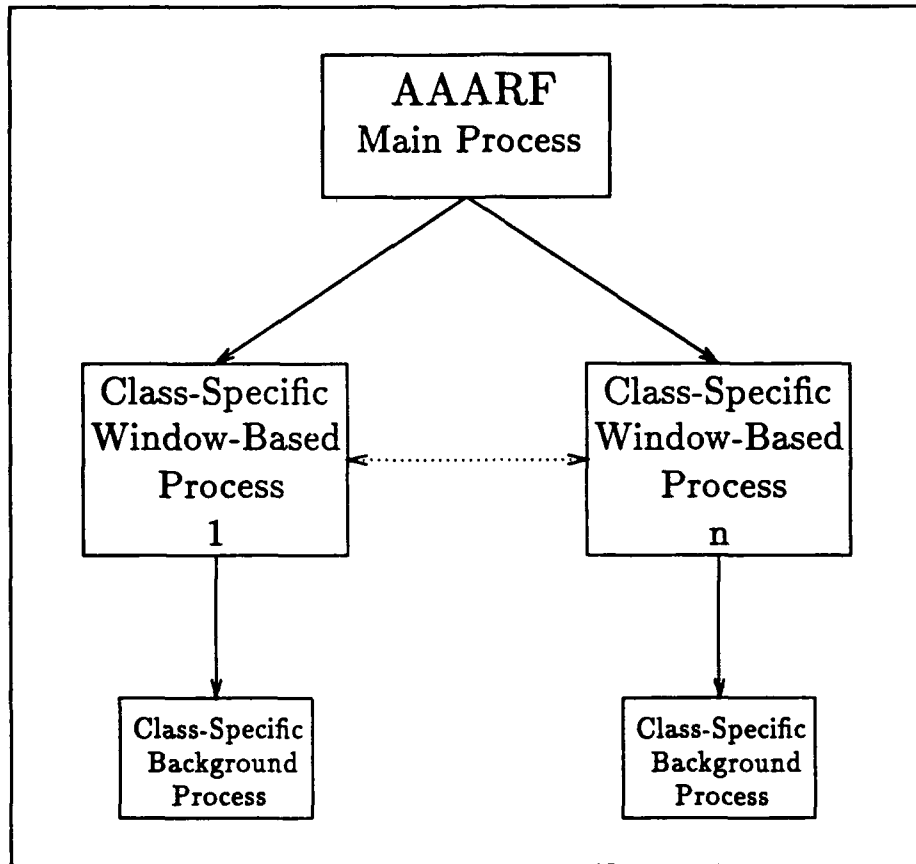 AAARF
Main Process
Class-Specific
Window-Based
Process
1
Class-Specific
Window-Based
Process
n
Class-Specific
Background
Process
Class-Specific
Background
Process